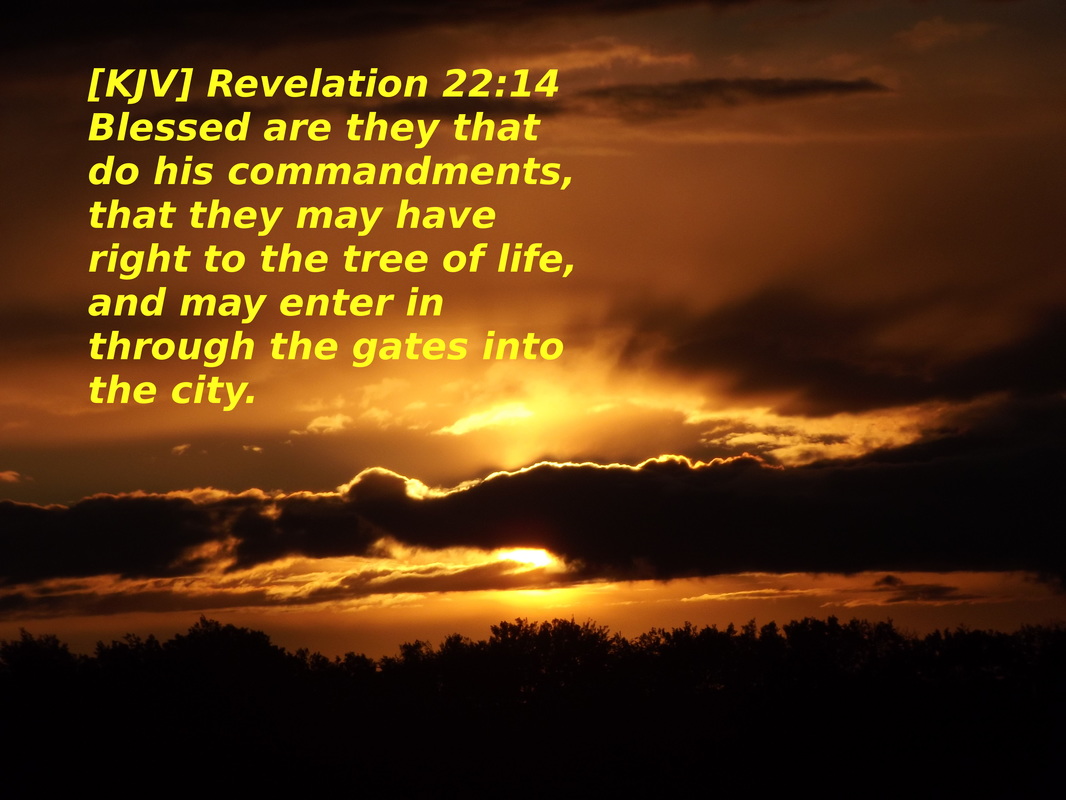 [KJV] Revelation 22:14
Blessed are they that
do his commandments,
that they may have
right to the tree of life,
and may enter in
through the gates into
the city.